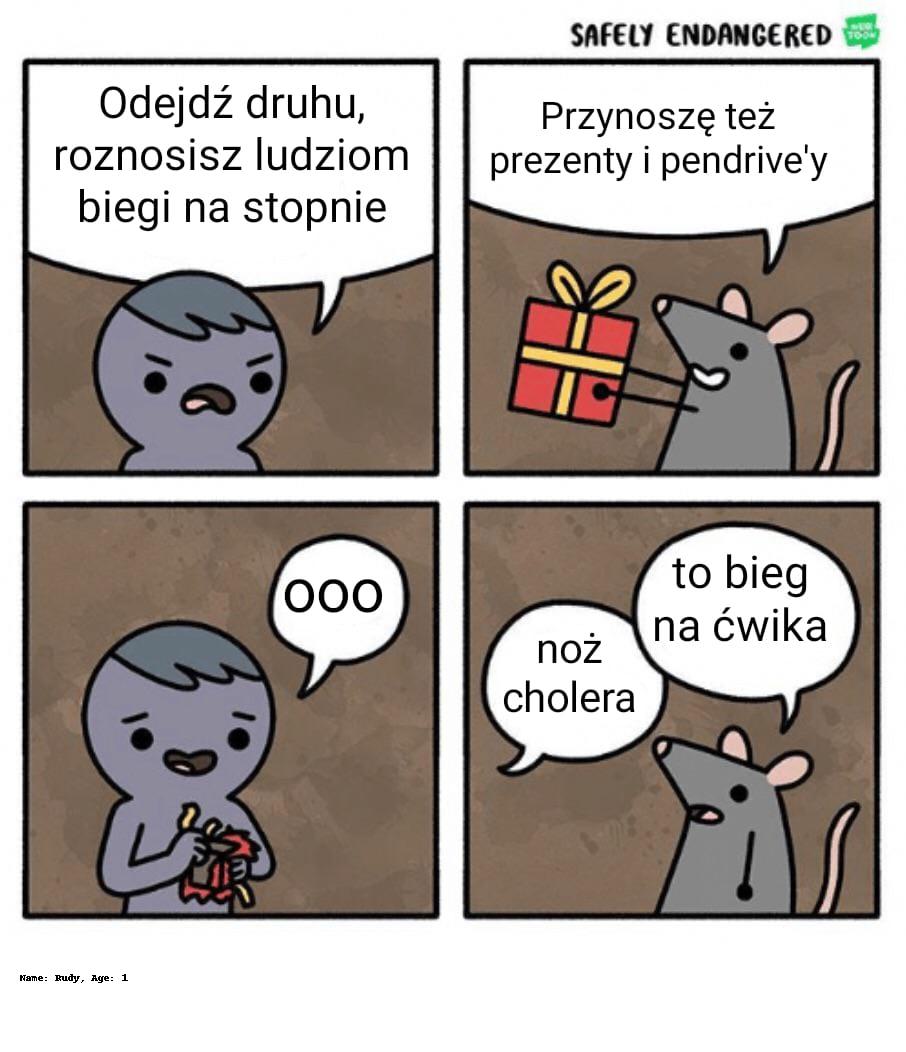 SAFELY ENDANGERED
WEB
TOON
Odejdź druhu,
roznosisz ludziom
biegi na stopnie
Przynoszę też
prezenty i pendrive'y
ooo
to bieg
na ćwika
noż
cholera
Name: Rudy, Age: 1